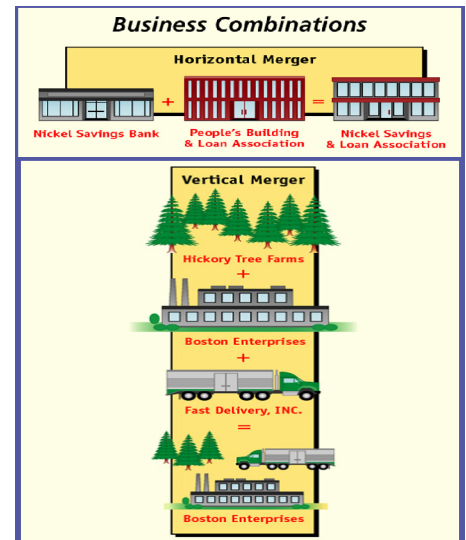 Business Combinations
Horizontal Merger
+
=
Nickel Savings Bank
People's Building
& Loan Association
Nickel Savings
& Loan Association
Vertical Merger
Hickory Tree Farms
+
Boston Enterprises
+
Fast Delivery, INC.
=
Boston Enterprises